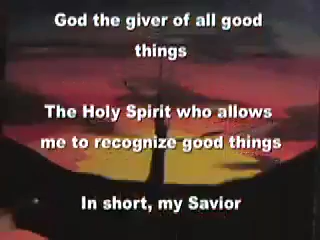 God the giver of all good
things
The Holy Spirit who allows
me to recognize good things
In short, my Savior